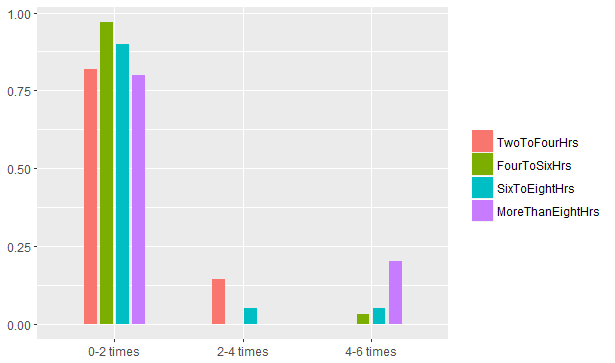 1.00
0.75
0.50
0.25
0.00
0-2 times
2-4 times
4-6 times
TwoToFourHrs
FourToSixHrs
SixToEightHrs
MoreThanEightHrs